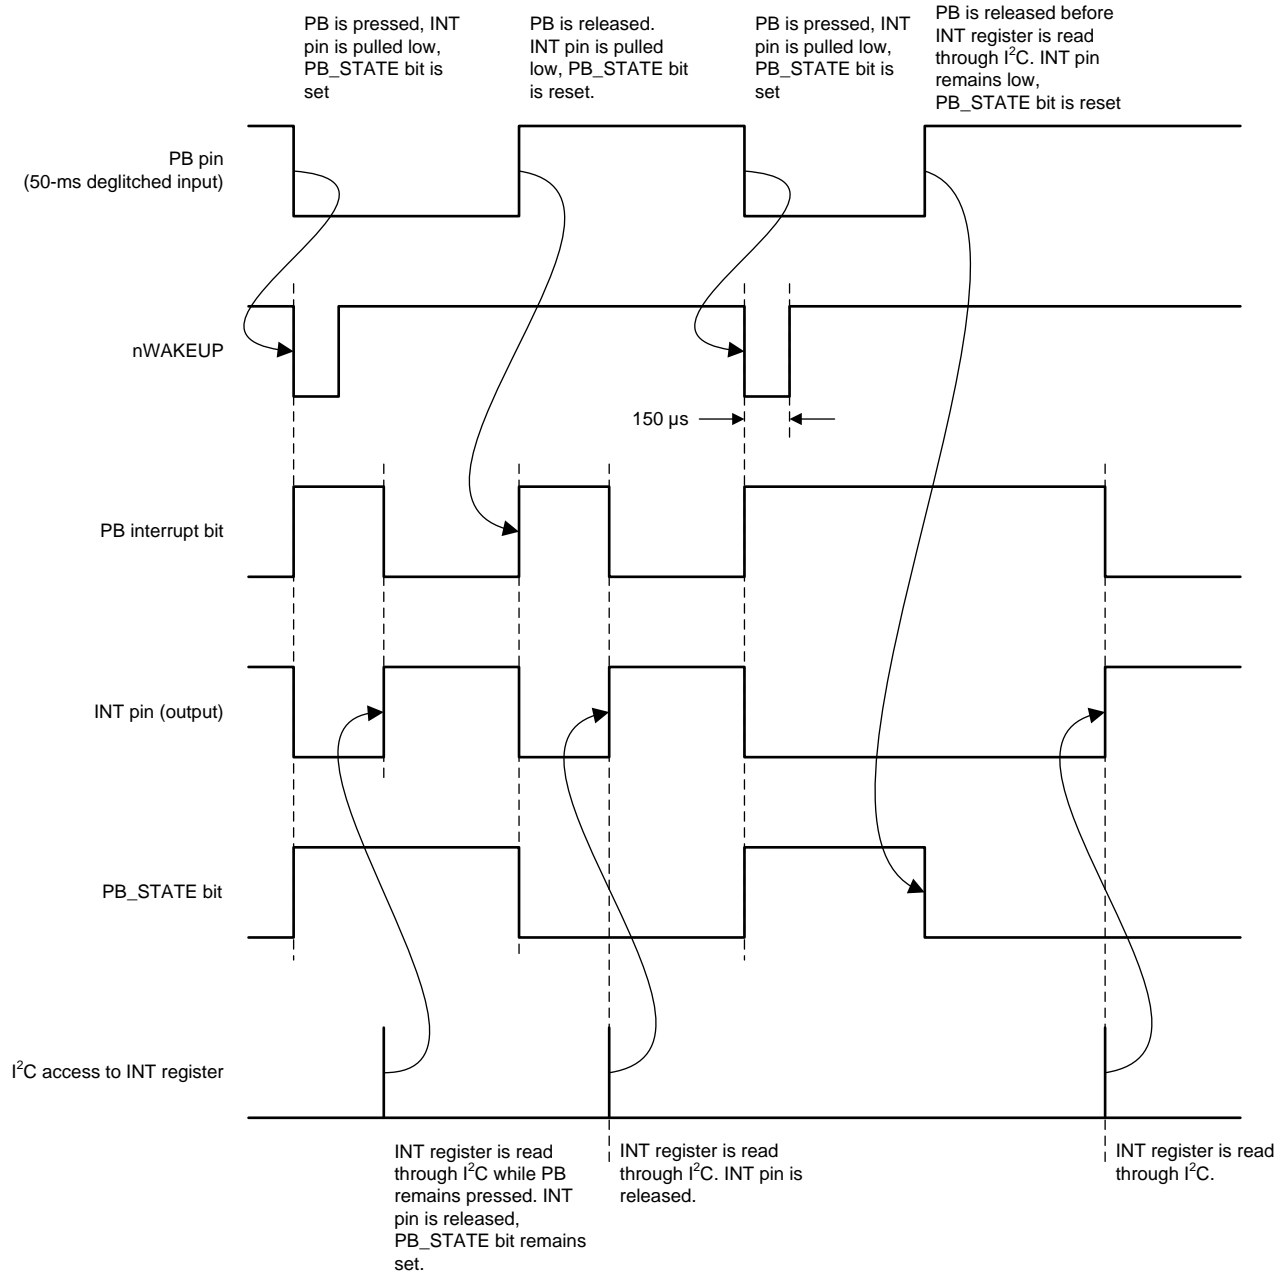 PB is pressed, INT
pin is pulled low,
PB_STATE bit is
set
PB is released.
INT pin is pulled
low, PB_STATE bit
is reset.
PB is pressed, INT
pin is pulled low,
PB_STATE bit is
set
PB is released before
INT register is read
through I²C. INT pin
remains low,
PB_STATE bit is reset
PB pin
(50-ms deglitched input)
nWAKEUP
150 µs
PB interrupt bit
INT pin (output)
PB_STATE bit
I²C access to INT register
INT register is read
through I²C while PB
remains pressed. INT
pin is released,
PB_STATE bit remains
set.
INT register is read
through I²C. INT pin is
released.
INT register is read
through I²C.